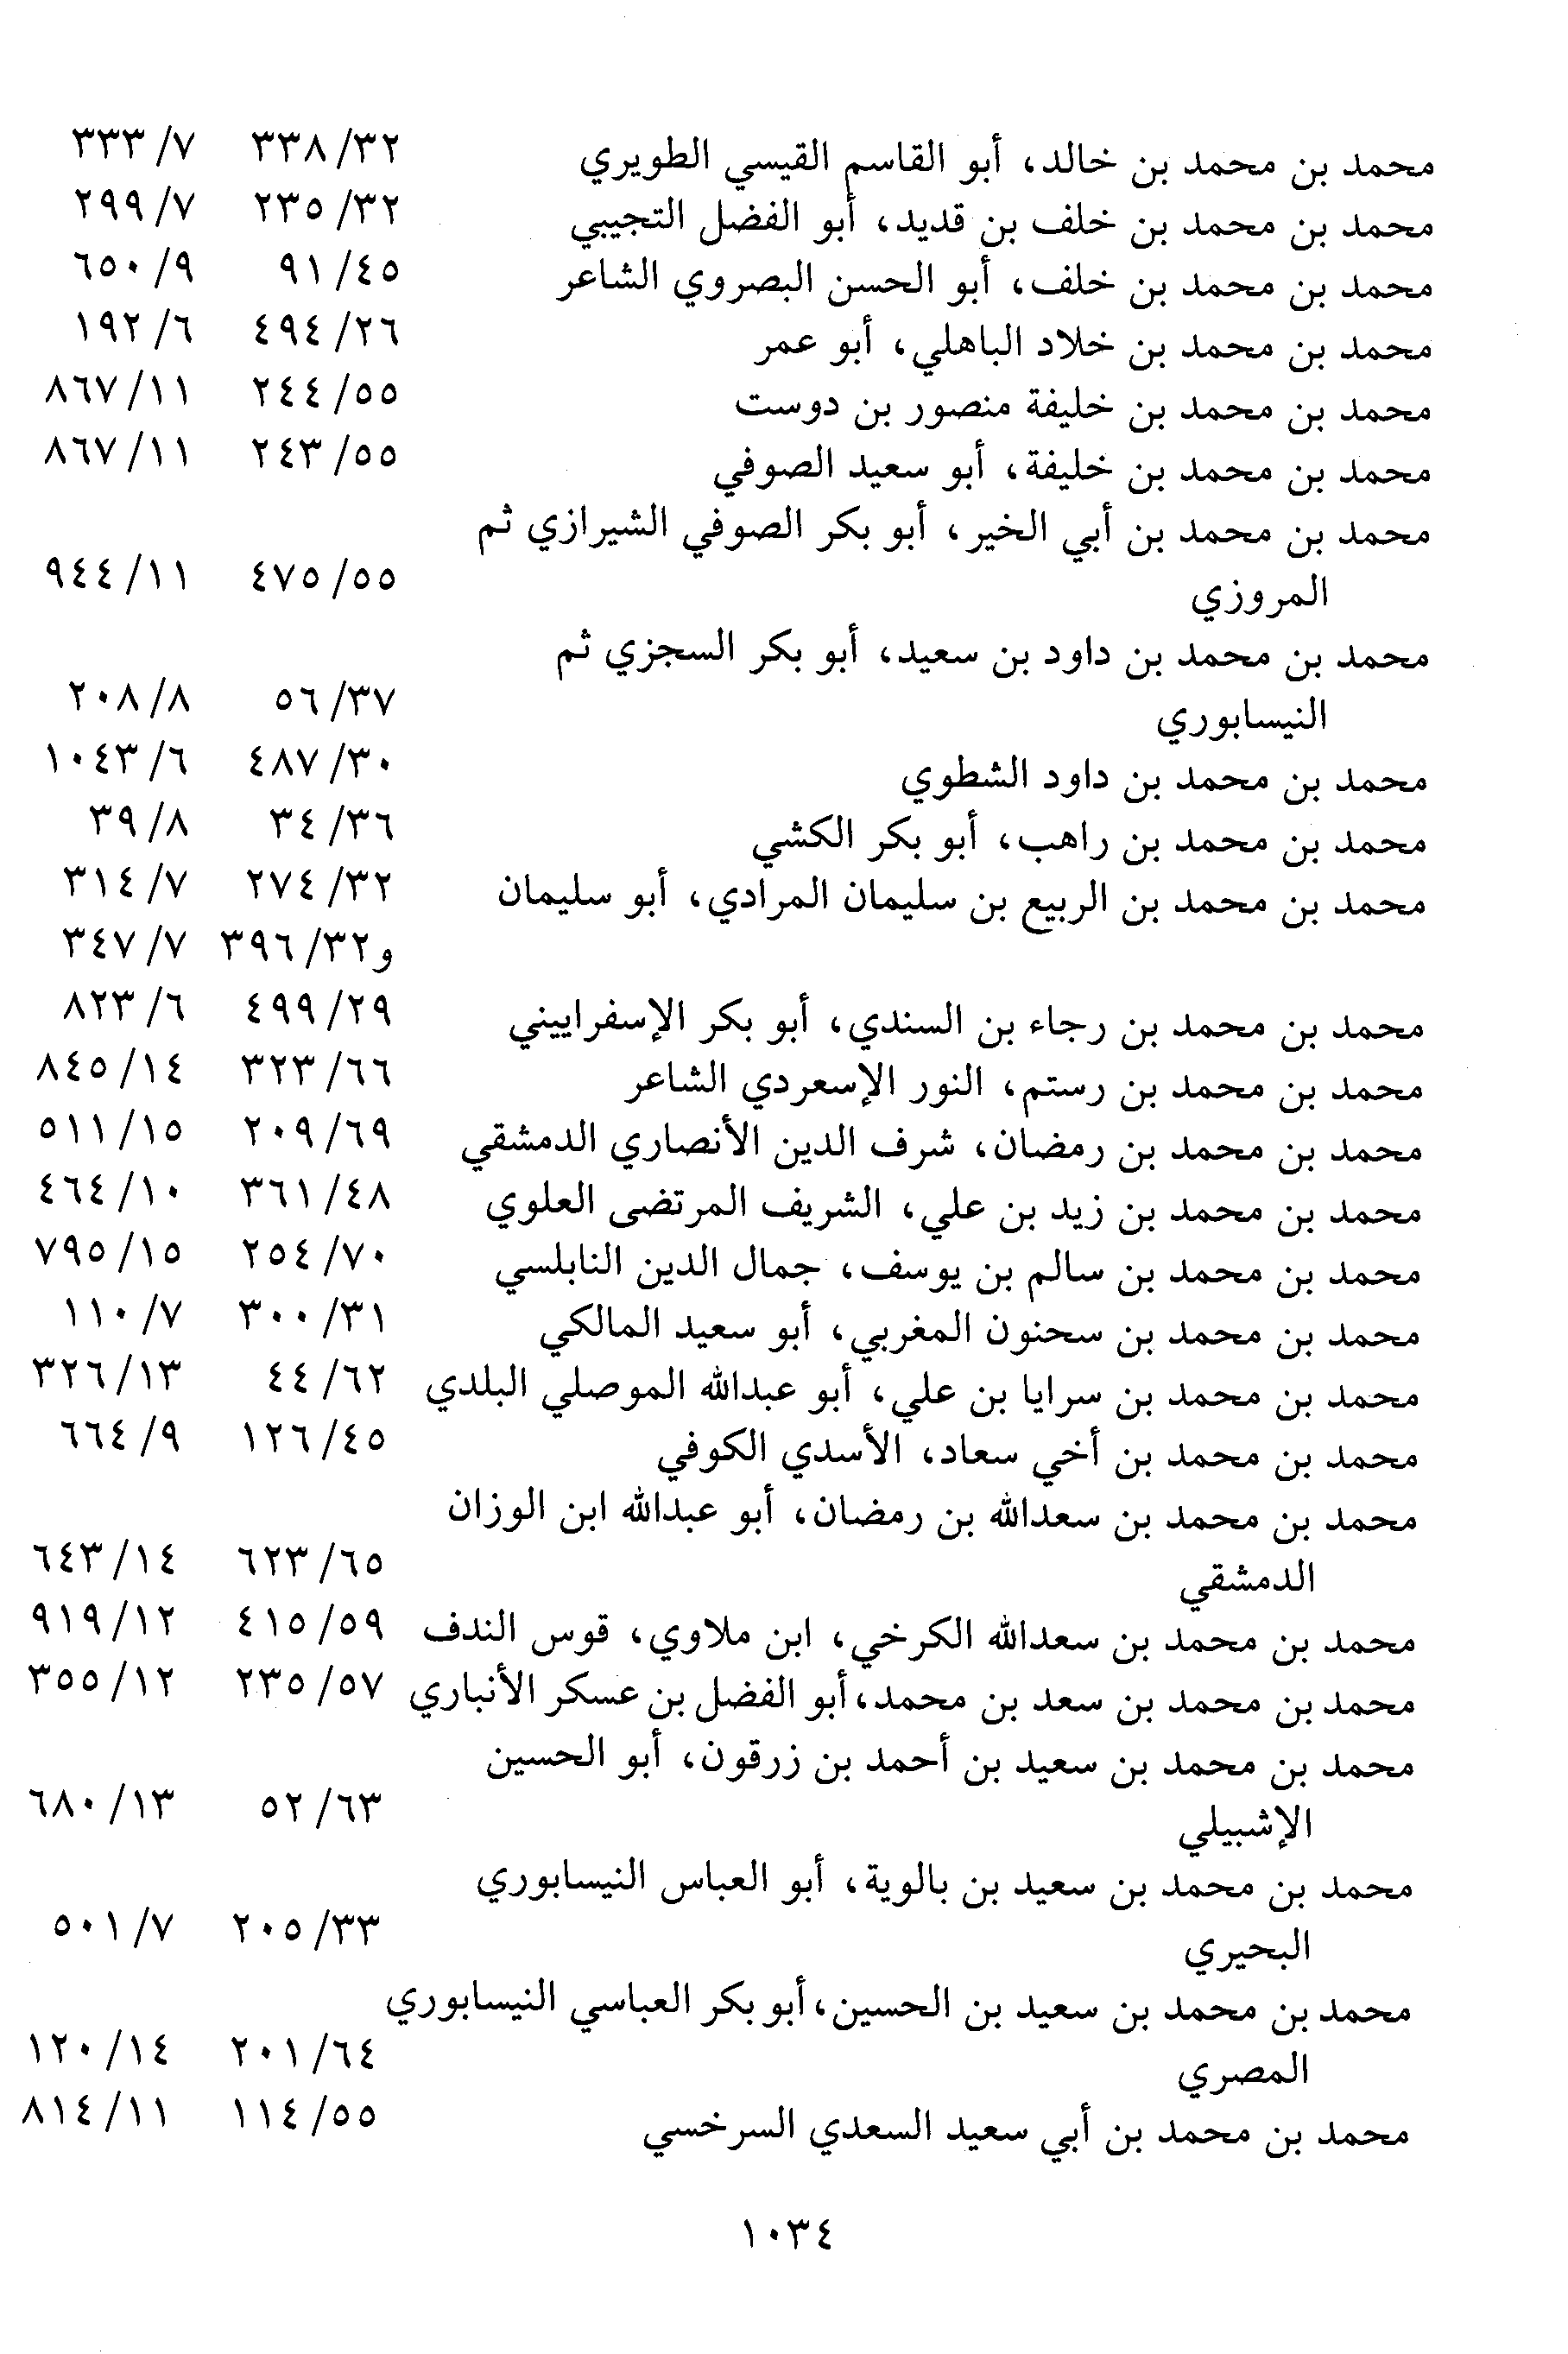 محمد بن محمد بن خالد، أبو القاسم القيسي الطويري ٣٢/ ٣٣٨ ٧/ ٣٣٣
محمد بن محمد بن خلف بن قديد، أبو الفضل التجيبي ٣٢/ ٢٣٥ ٧/ ٢٩٩
محمد بن محمد بن خلف، أبو الحسن البصروي الشاعر ٤٥/ ٩١ ٩/ ٦٥٠
محمد بن محمد بن خلاد الباهلي، أبو عمر ٢٦/ ٤٩٤ ٦/ ١٩٢
محمد بن محمد بن خليفة منصور بن دوست ٥٥/ ٢٤٤ ١١/ ٨٦٧
محمد بن محمد بن خليفة، أبو سعيد الصوفي ٥٥/ ٢٤٣ ١١/ ٨٦٧
محمد بن محمد بن أبي الخير، أبو بكر الصوفي الشيرازي ثم
المروزي ٥٥/ ٤٧٥ ١١/ ٩٤٤
محمد بن محمد بن داود بن سعيد، أبو بكر السجزي ثم
النيسابوري ٣٧/ ٥٦ ٨/ ٢٠٨
محمد بن محمد بن داود الشطوي ٣٠/ ٤٨٧ ٦/ ١٠٤٣
محمد بن محمد بن راهب، أبو بكر الكشي ٣٦/ ٣٤ ٨/ ٣٩
محمد بن محمد بن الربيع بن سليمان المرادي، أبو سليمان ٣٢/ ٢٧٤ ٧/ ٣١٤
و٣٢/ ٣٩٦ ٧/ ٣٤٧
محمد بن محمد بن رجاء بن السندي، أبو بكر الإسفراييني ٢٩/ ٤٩٩ ٦/ ٨٢٣
محمد بن محمد بن رستم، النور الإسعردي الشاعر ٦٦/ ٣٢٣ ١٤/ ٨٤٥
محمد بن محمد بن رمضان، شرف الدين الأنصاري الدمشقي ٦٩/ ٢٠٩ ١٥/ ٥١١
محمد بن محمد بن زيد بن علي، الشريف المرتضى العلوي ٤٨/ ٣٦١ ١٠/ ٤٦٤
محمد بن محمد بن سالم بن يوسف، جمال الدين النابلسي ٧٠/ ٢٥٤ ١٥/ ٧٩٥
محمد بن محمد بن سحنون المغربي، أبو سعيد المالكي ٣١/ ٣٠٠ ٧/ ١١٠
محمد بن محمد بن سرايا بن علي، أبو عبدالله الموصلي البلدي ٦٢/ ٤٤ ١٣/ ٣٢٦
محمد بن محمد بن أخي سعاد، الأسدي الكوفي ٤٥/ ١٢٦ ٩/ ٦٦٤
محمد بن محمد بن سعدالله بن رمضان، أبو عبدالله ابن الوزان
الدمشقي ٦٥/ ٦٢٣ ١٤/ ٦٤٣
محمد بن محمد بن سعدالله الكرخي، ابن ملاوي، قوس الندف ٥٩/ ٤١٥ ١٢/ ٩١٩
محمد بن محمد بن سعد بن محمد، أبو الفضل بن عسكر الأنباري ٥٧/ ٢٣٥ ١٢/ ٣٥٥
محمد بن محمد بن سعيد بن أحمد بن زرقون، أبو الحسين
الإشبيلي ٦٣/ ٥٢ ١٣/ ٦٨٠
محمد بن محمد بن سعيد بن بالوية، أبو العباس النيسابوري
البحيري ٣٣/ ٢٠٥ ٧/ ٥٠١
محمد بن محمد بن سعيد بن الحسين، أبو بكر العباسي النيسابوري
المصري ٦٤/ ٢٠١ ١٤/ ١٢٠
محمد بن محمد بن أبي سعيد السعدي السرخسي ٥٥/ ١١٤ ١١/ ٨١٤
١٠٣٤